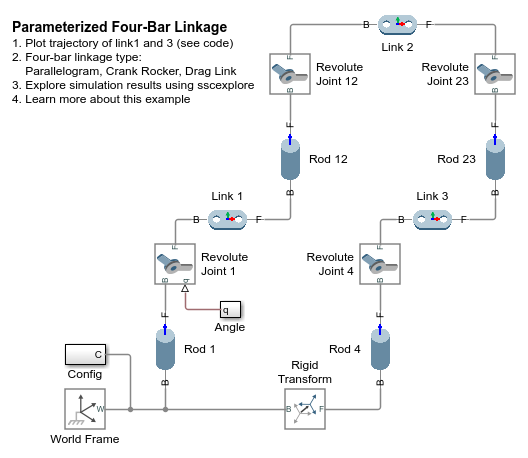 Parameterized Four-Bar Linkage
1. Plot trajectory of link1 and 3 (see code)
2. Four-bar linkage type:
Parallelogram, Crank Rocker, Drag Link
3. Explore simulation results using sscexplore
4. Learn more about this example
B
F
Link 2
F
Revolute
Joint 12
B
Revolute
Joint 23
F
B
F
Rod 12
B
Rod 23
F
B
Link 1
B
F
Link 3
B
F
F
Revolute
Joint 1
B
q
Revolute
Joint 4
F
B
q
Angle
F
Rod 1
B
Rod 4
F
B
C
Config
Rigid
Transform
B
F
W
World Frame